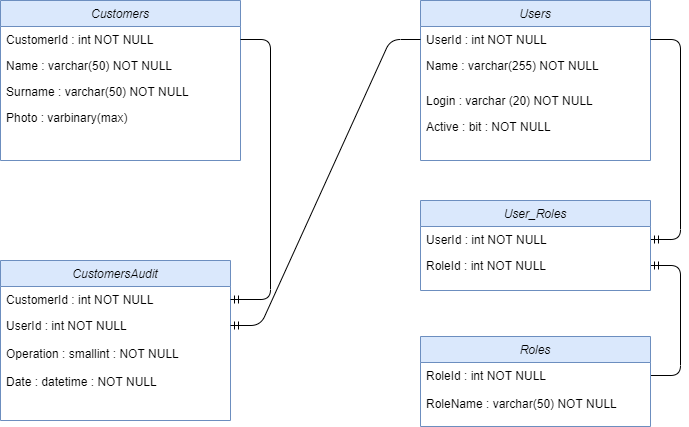 Customers
CustomerId : int NOT NULL
Name : varchar(50) NOT NULL
Surname : varchar(50) NOT NULL
Photo : varbinary(max)
Users
UserId : int NOT NULL
Name : varchar(255) NOT NULL
Login : varchar (20) NOT NULL
Active : bit : NOT NULL
User_Roles
UserId : int NOT NULL
RoleId : int NOT NULL
CustomersAudit
CustomerId : int NOT NULL
UserId : int NOT NULL
Operation : smallint : NOT NULL
Date : datetime : NOT NULL
Roles
RoleId : int NOT NULL
RoleName : varchar(50) NOT NULL